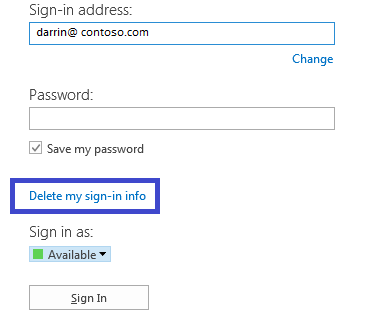 Sign-in address:
darrin@ contoso.com
Change
Password:
Save my password
Delete my sign-in info
Sign in as:
Available
Sign In